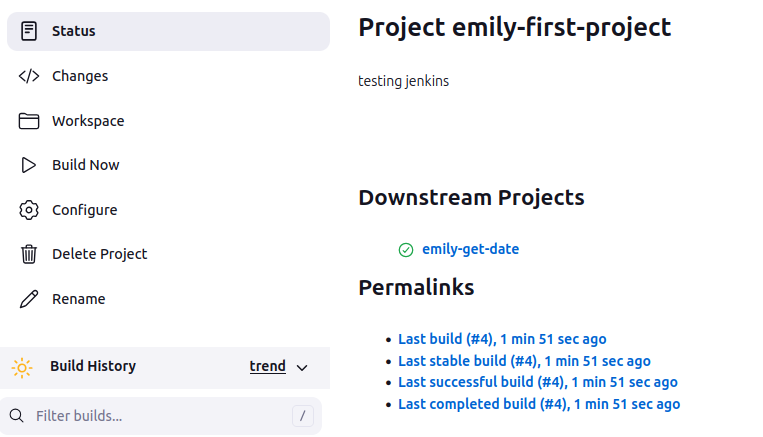 Status
Changes
Workspace
Build Now
Configure
Delete Project
Rename
Build History trend
Filter builds... /
Project emily-first-project
testing jenkins
Downstream Projects
emily-get-date
Permalinks
Last build (#4), 1 min 51 sec ago
Last stable build (#4), 1 min 51 sec ago
Last successful build (#4), 1 min 51 sec ago
Last completed build (#4), 1 min 51 sec ago